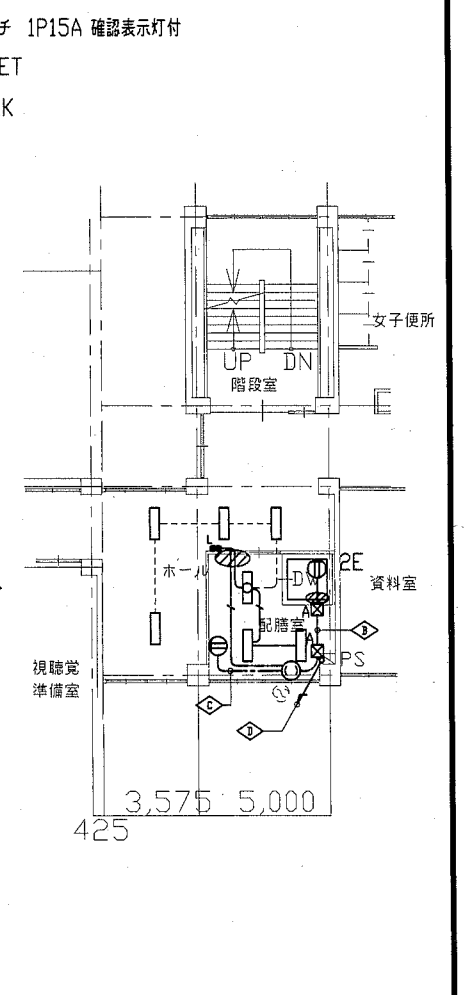 チ 1P15A 確認表示灯付
ET
K
女子便所
UP DN
階段室
L
2E
ホール
DW
資料室
A
配膳室
B
A
PS
視聴覚
準備室
C
(2)
D
3,575 5,000
425